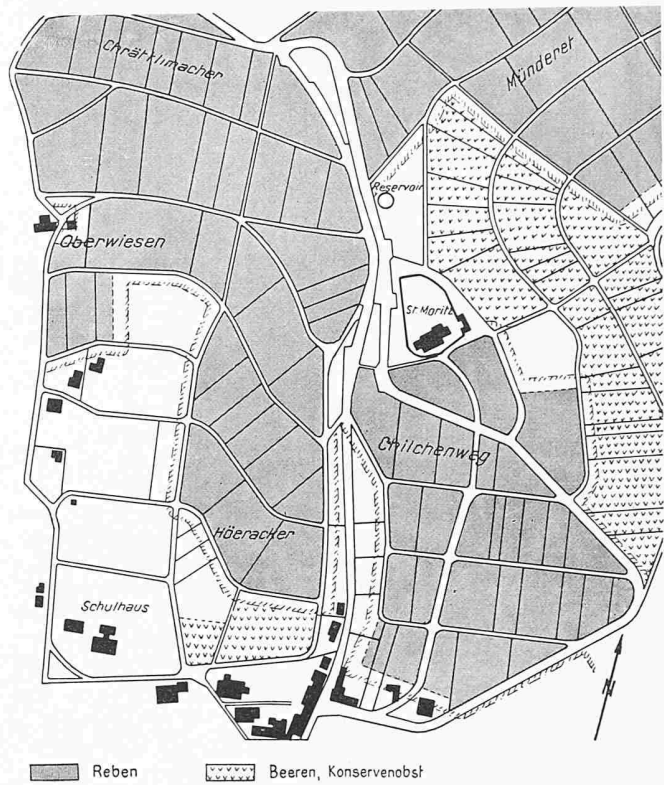 Chrättlimacher
Münderet
Reservoir
Oberwiesen
St. Moritz
Chilchenweg
Höeracker
Schulhaus
N
Reben
Beeren, Konservenobst